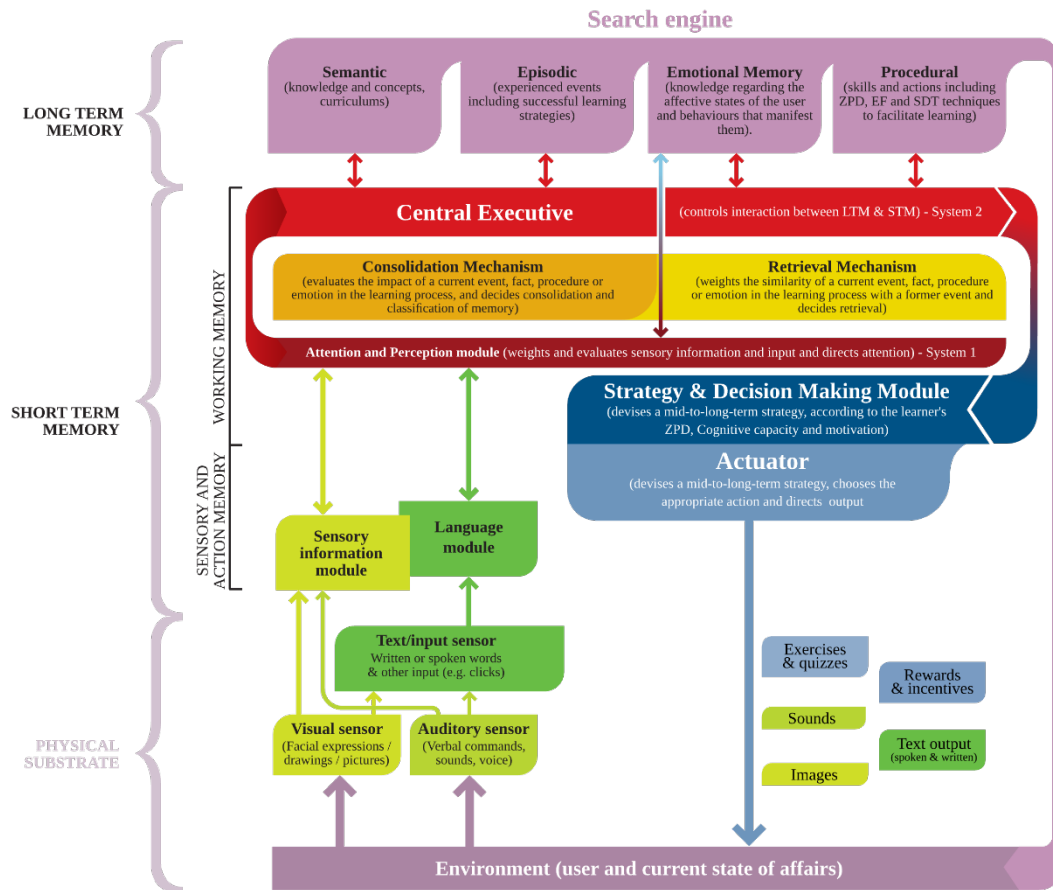 Search engine
Semantic
(knowledge and concepts,
curriculums)
Episodic
(experienced events
including successful learning
strategies)
Emotional Memory
(knowledge regarding the
affective states of the user
and behaviours that manifest
them).
Procedural
(skills and actions including
ZPD, EF and SDT techniques
to facilitate learning)
LONG TERM
MEMORY
Central Executive
(controls interaction between LTM & STM) - System 2
Consolidation Mechanism
(evaluates the impact of a current event, fact, procedure or
emotion in the learning process, and decides consolidation and
classification of memory)
Retrieval Mechanism
(weights the similarity of a current event, fact, procedure
or emotion in the learning process with a former event and
decides retrieval)
Attention and Perception module (weights and evaluates sensory information and input and directs attention) - System 1
WORKING MEMORY
SHORT TERM
MEMORY
Strategy & Decision Making Module
(devises a mid-to-long-term strategy, according to the learner's
ZPD, Cognitive capacity and motivation)
Actuator
(devises a mid-to-long-term strategy, chooses the
appropriate action and directs output
SENSORY AND
ACTION MEMORY
Sensory
information
module
Language
module
Text/input sensor
Written or spoken words
& other input (e.g. clicks)
Visual sensor
(Facial expressions /
drawings / pictures)
Auditory sensor
(Verbal commands,
sounds, voice)
PHYSICAL
SUBSTRATE
Exercises
& quizzes
Rewards
& incentives
Sounds
Text output
(spoken & written)
Images
Environment (user and current state of affairs)